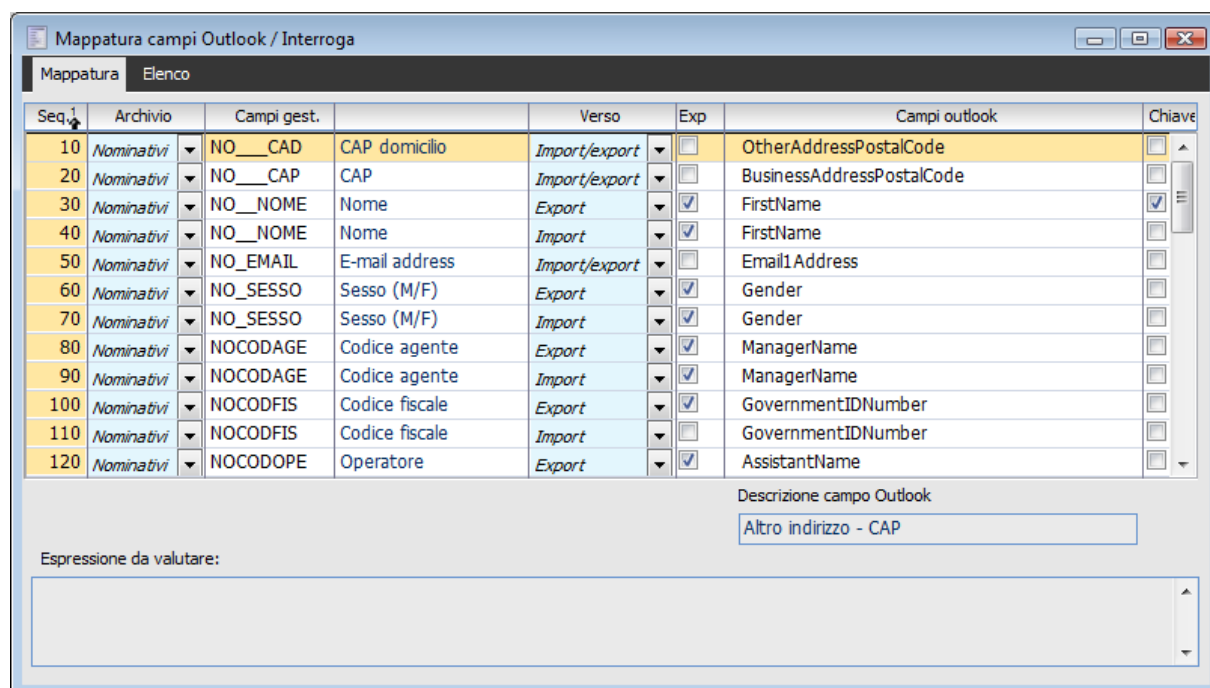 Mappatura campi Outlook / Interroga
Mappatura Elenco
Seq. 1 Archivio Campi gest. Verso Exp Campi outlook Chiave
10 Nominativi NO___CAD CAP domicilio Import/export OtherAddressPostalCode
20 Nominativi NO___CAP CAP Import/export BusinessAddressPostalCode
30 Nominativi NO__NOME Nome Export FirstName
40 Nominativi NO__NOME Nome Import FirstName
50 Nominativi NO_EMAIL E-mail address Import/export Email1Address
60 Nominativi NO_SESSO Sesso (M/F) Export Gender
70 Nominativi NO_SESSO Sesso (M/F) Import Gender
80 Nominativi NOCODAGE Codice agente Export ManagerName
90 Nominativi NOCODAGE Codice agente Import ManagerName
100 Nominativi NOCODFIS Codice fiscale Export GovernmentIDNumber
110 Nominativi NOCODFIS Codice fiscale Import GovernmentIDNumber
120 Nominativi NOCODOPE Operatore Export AssistantName
Descrizione campo Outlook
Altro indirizzo - CAP
Espressione da valutare: